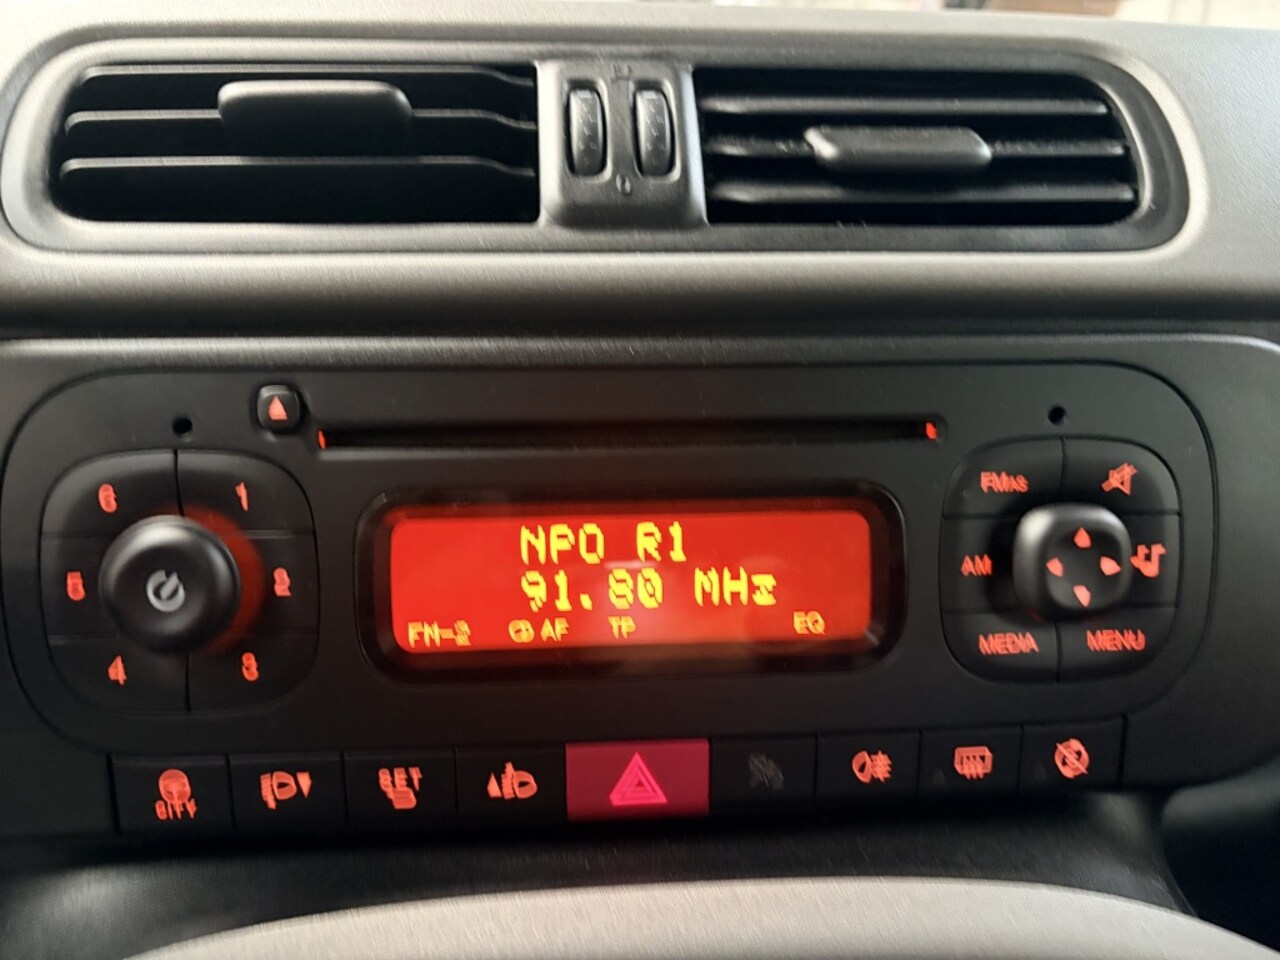 6 1
FMAS
NPO R1
5 2
AM
91.80 MHz
FM-2 AF TP EQ
4 3
MEDIA MENU
CITY
SET